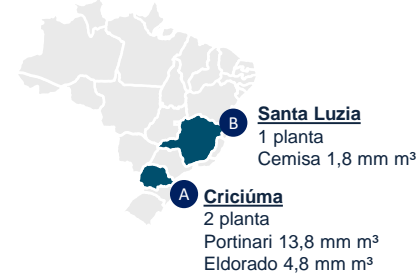 B
Santa Luzia
1 planta
Cemisa 1,8 mm m³
A
Criciúma
2 planta
Portinari 13,8 mm m³
Eldorado 4,8 mm m³